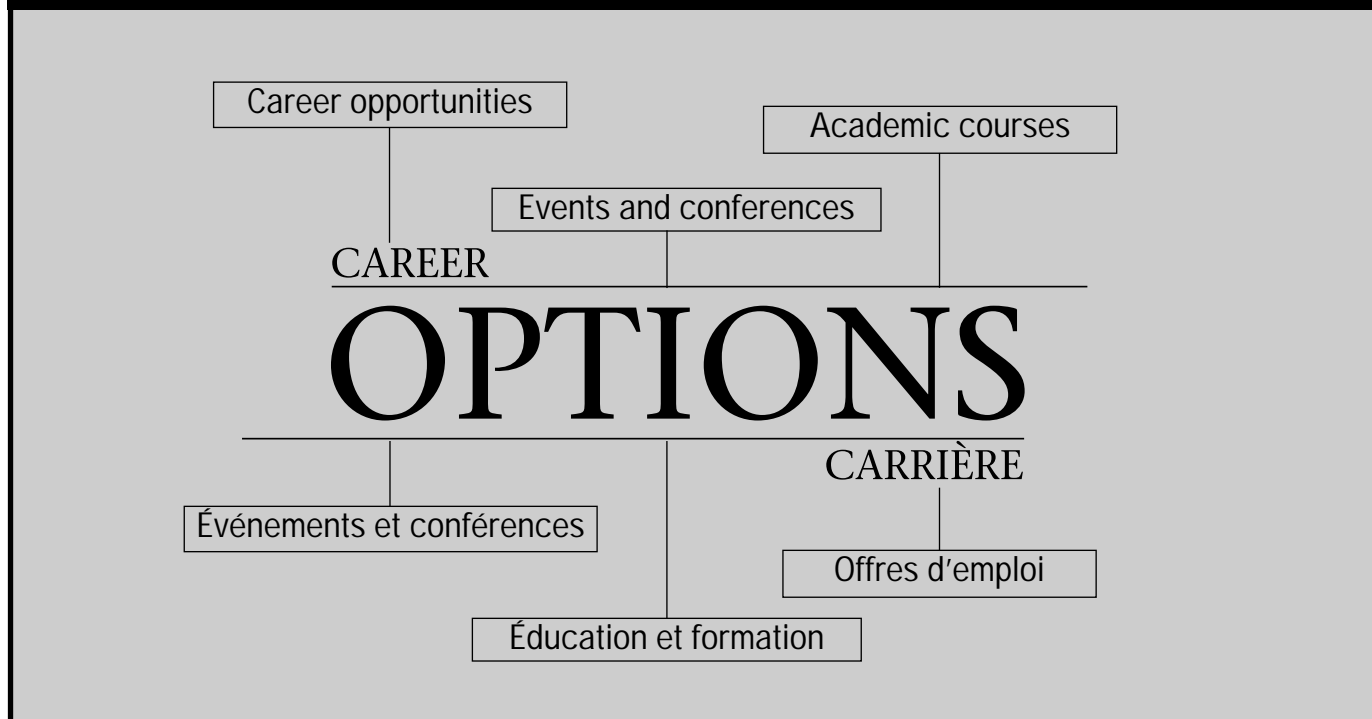 Career opportunities
Academic courses
Events and conferences
CAREER
OPTIONS
CARRIÈRE
Événements et conférences
Offres d'emploi
Éducation et formation